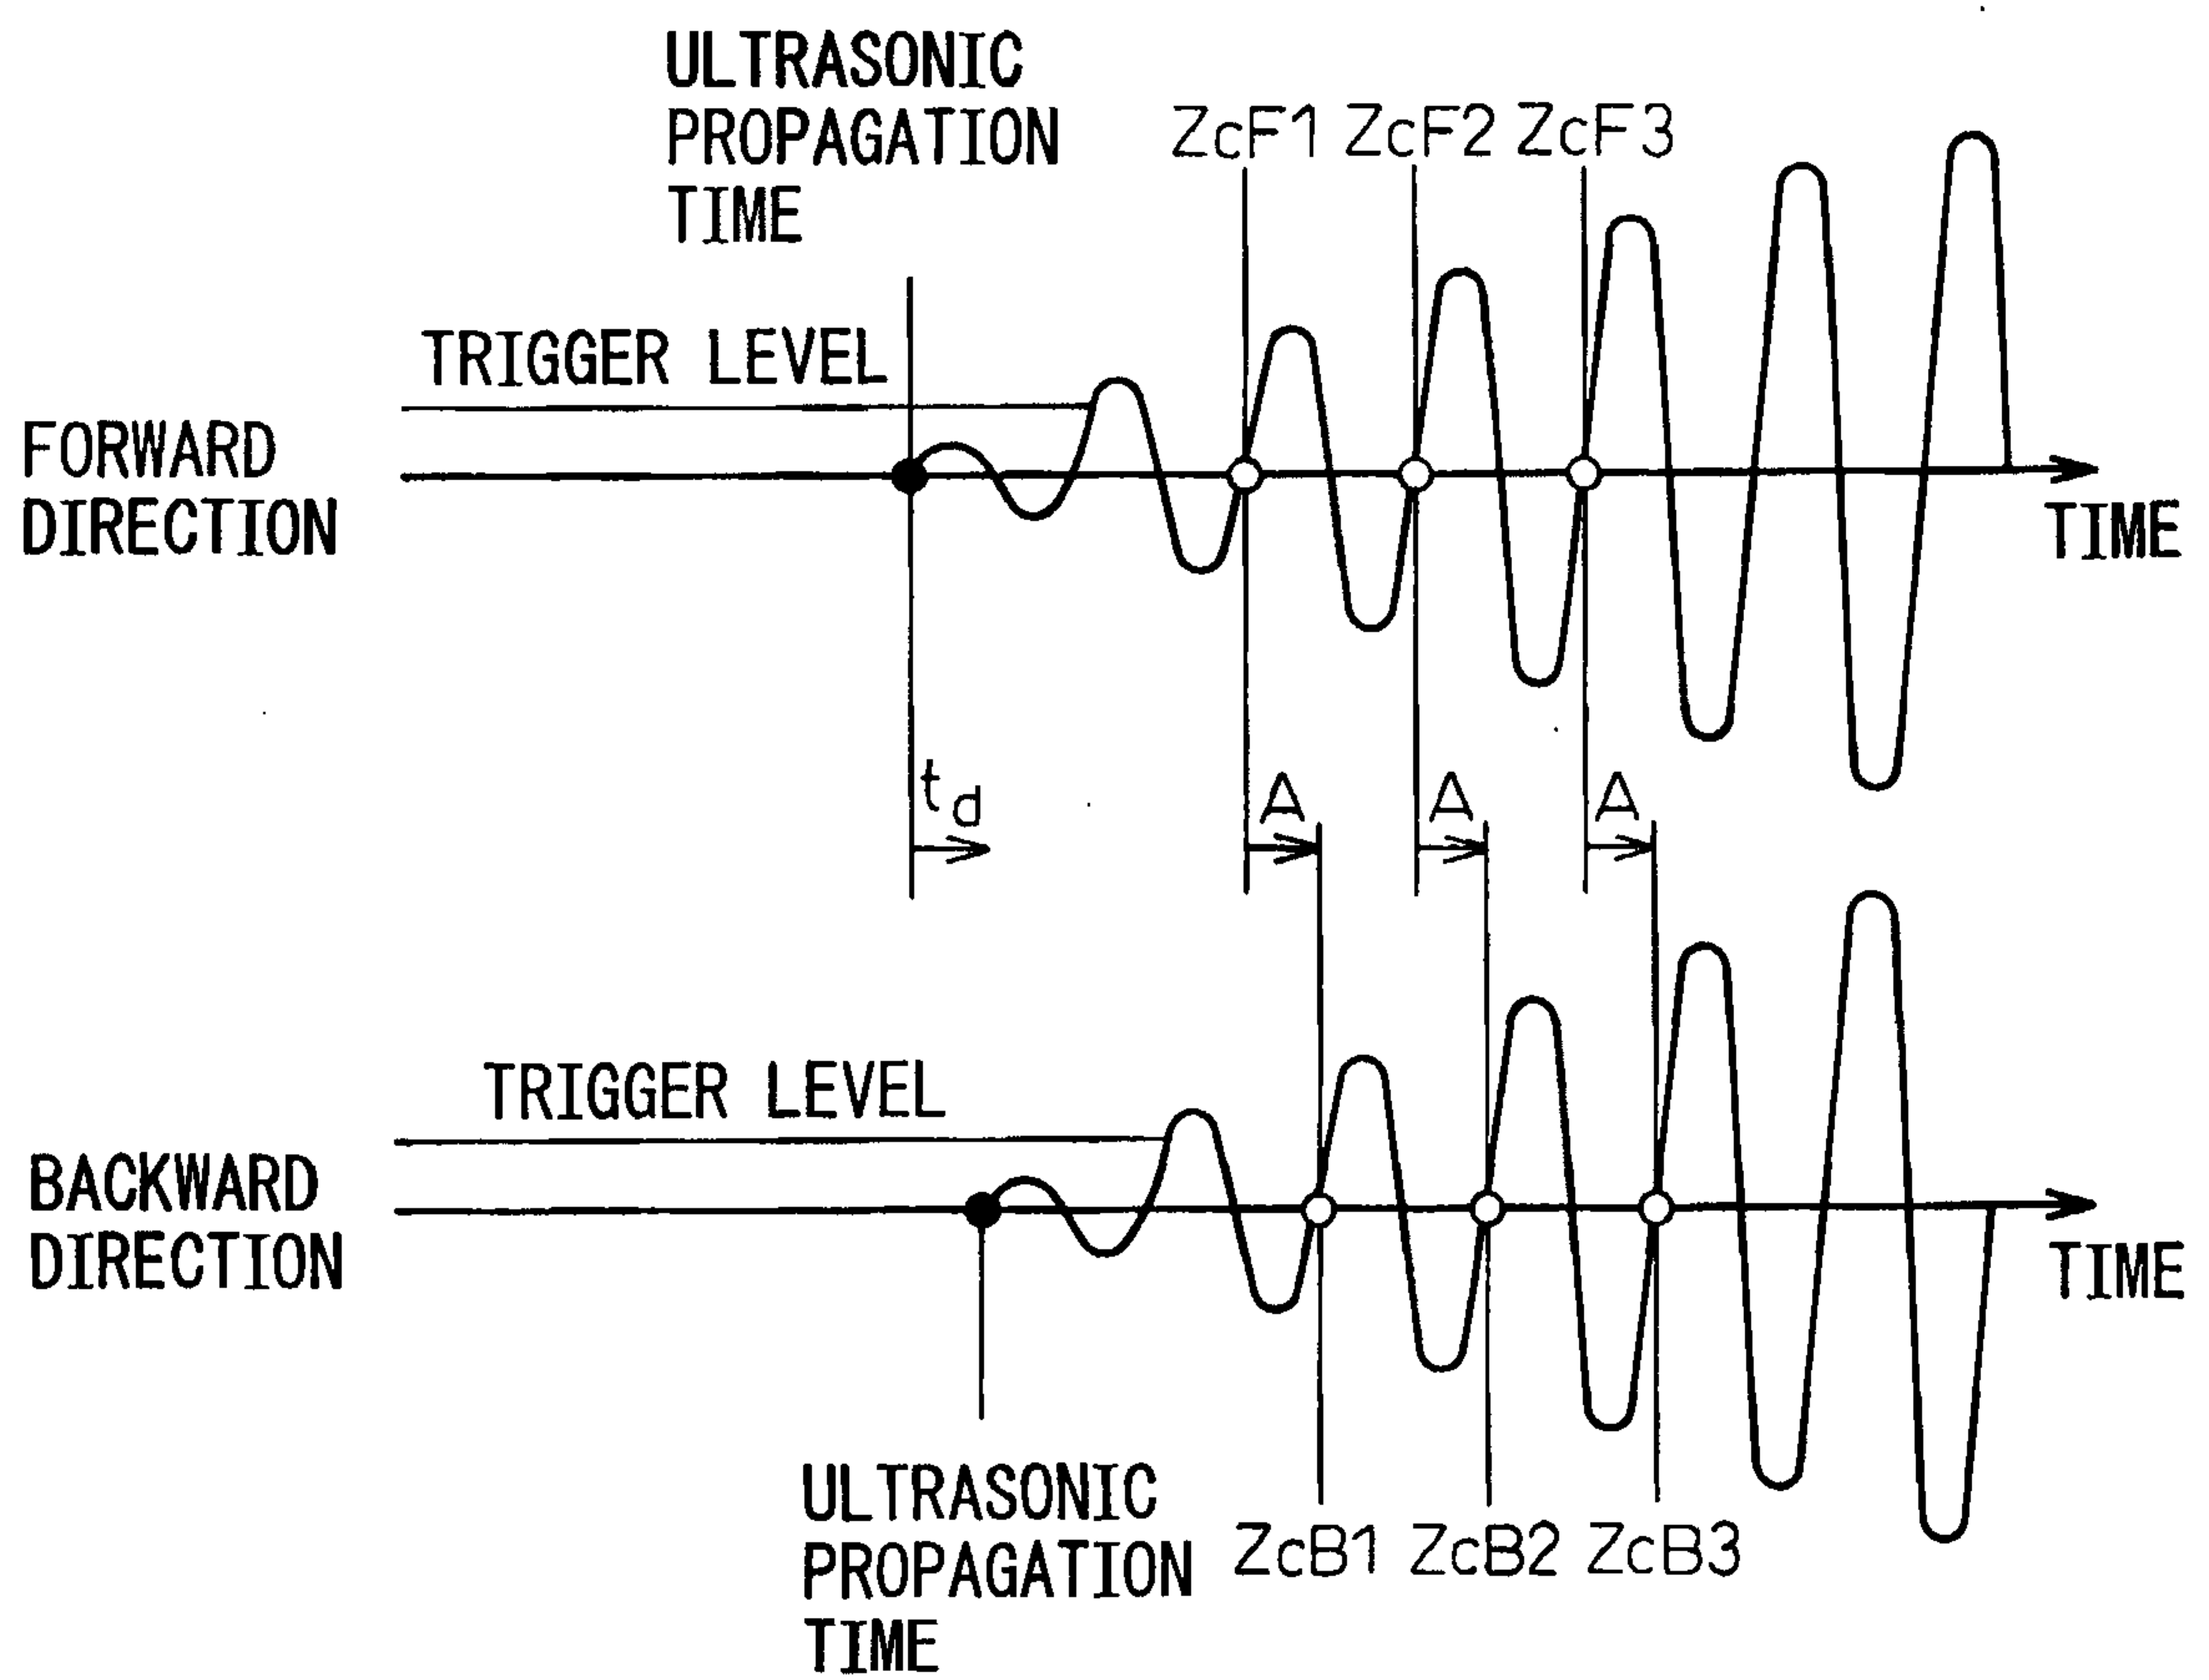 ULTRASONIC
PROPAGATION
TIME
ZcF1 ZcF2 ZcF3
TRIGGER LEVEL
FORWARD
DIRECTION
TIME
td
A A A
TRIGGER LEVEL
BACKWARD
DIRECTION
TIME
ULTRASONIC
PROPAGATION
TIME
ZcB1 ZcB2 ZcB3